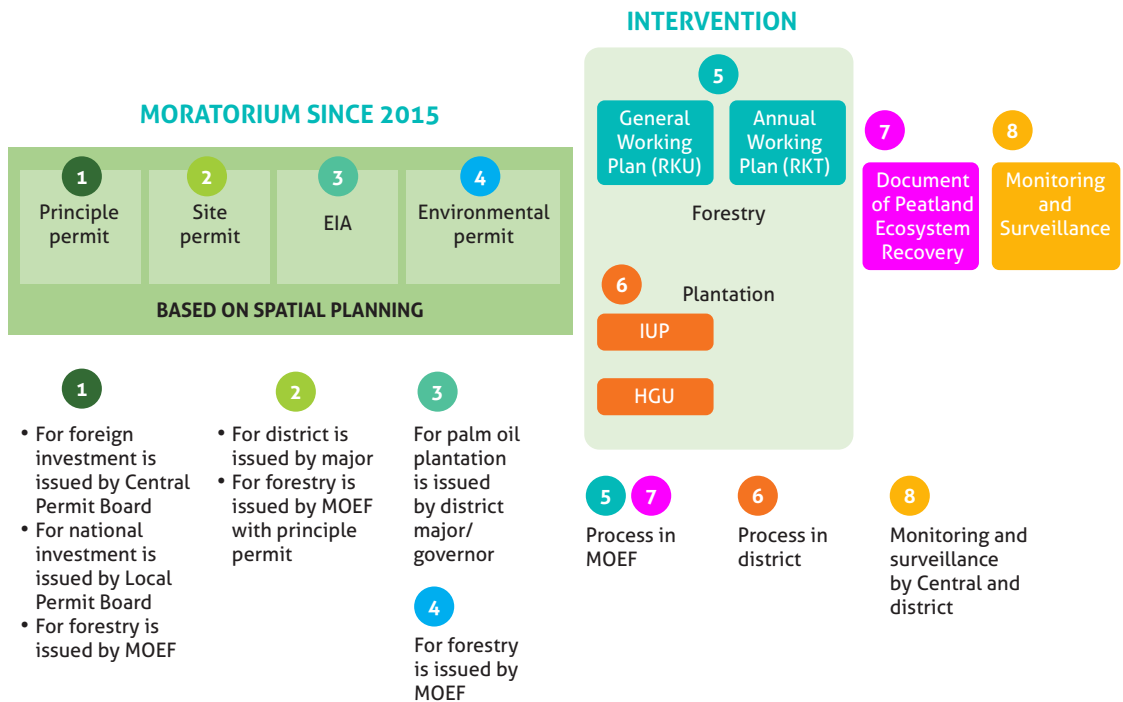 INTERVENTION
MORATORIUM SINCE 2015
1
Principle
permit
2
Site
permit
3
EIA
4
Environmental
permit
BASED ON SPATIAL PLANNING
5
General
Working
Plan (RKU)
Annual
Working
Plan (RKT)
Forestry
6
Plantation
IUP
HGU
7
Document
of Peatland
Ecosystem
Recovery
8
Monitoring
and
Surveillance
1
• For foreign
investment is
issued by Central
Permit Board
• For national
investment is
issued by Local
Permit Board
• For forestry is
issued by MOEF
2
• For district is
issued by major
• For forestry is
issued by MOEF
with principle
permit
3
For palm oil
plantation
is issued
by district
major/
governor
4
For forestry
is issued by
MOEF
5 7
Process in
MOEF
6
Process in
district
8
Monitoring and
surveillance
by Central and
district